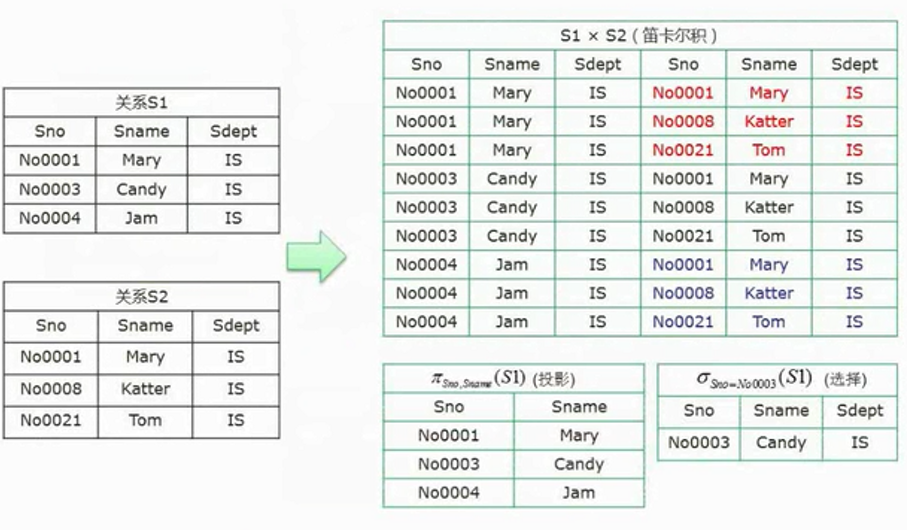 关系S1
Sno Sname Sdept
No0001 Mary IS
No0003 Candy IS
No0004 Jam IS
关系S2
Sno Sname Sdept
No0001 Mary IS
No0008 Katter IS
No0021 Tom IS
S1 × S2（笛卡尔积）
Sno Sname Sdept Sno Sname Sdept
No0001 Mary IS No0001 Mary IS
No0001 Mary IS No0008 Katter IS
No0001 Mary IS No0021 Tom IS
No0003 Candy IS No0001 Mary IS
No0003 Candy IS No0008 Katter IS
No0003 Candy IS No0021 Tom IS
No0004 Jam IS No0001 Mary IS
No0004 Jam IS No0008 Katter IS
No0004 Jam IS No0021 Tom IS
π Sno,Sname (S1) (投影)
Sno Sname
No0001 Mary
No0003 Candy
No0004 Jam
σ Sno=No0003 (S1) (选择)
Sno Sname Sdept
No0003 Candy IS